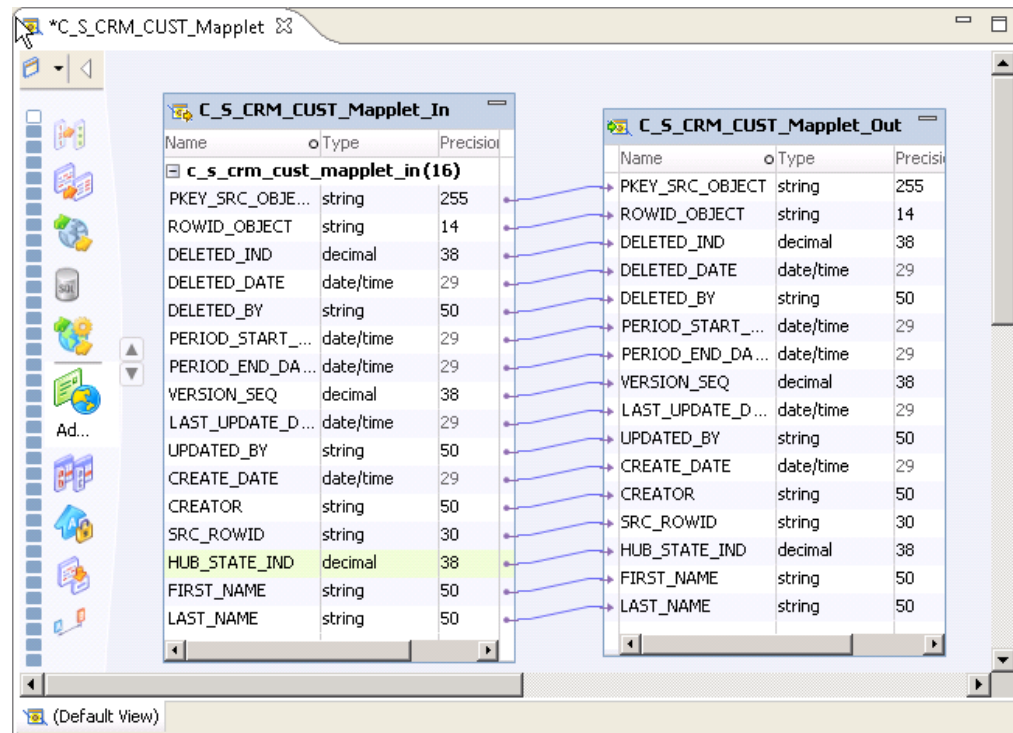 *C_S_CRM_CUST_Mapplet
C_S_CRM_CUST_Mapplet_In
Name Type Precision
c_s_crm_cust_mapplet_in (16)
PKEY_SRC_OBJE... string 255
ROWID_OBJECT string 14
DELETED_IND decimal 38
DELETED_DATE date/time 29
DELETED_BY string 50
PERIOD_START_... date/time 29
PERIOD_END_DA... date/time 29
VERSION_SEQ decimal 38
LAST_UPDATE_D... date/time 29
UPDATED_BY string 50
CREATE_DATE date/time 29
CREATOR string 50
SRC_ROWID string 30
HUB_STATE_IND decimal 38
FIRST_NAME string 50
LAST_NAME string 50
C_S_CRM_CUST_Mapplet_Out
Name Type Precisi
PKEY_SRC_OBJECT string 255
ROWID_OBJECT string 14
DELETED_IND decimal 38
DELETED_DATE date/time 29
DELETED_BY string 50
PERIOD_START_... date/time 29
PERIOD_END_DA... date/time 29
VERSION_SEQ decimal 38
LAST_UPDATE_D... date/time 29
UPDATED_BY string 50
CREATE_DATE date/time 29
CREATOR string 50
SRC_ROWID string 30
HUB_STATE_IND decimal 38
FIRST_NAME string 50
LAST_NAME string 50
SQL
Ad...
(Default View)